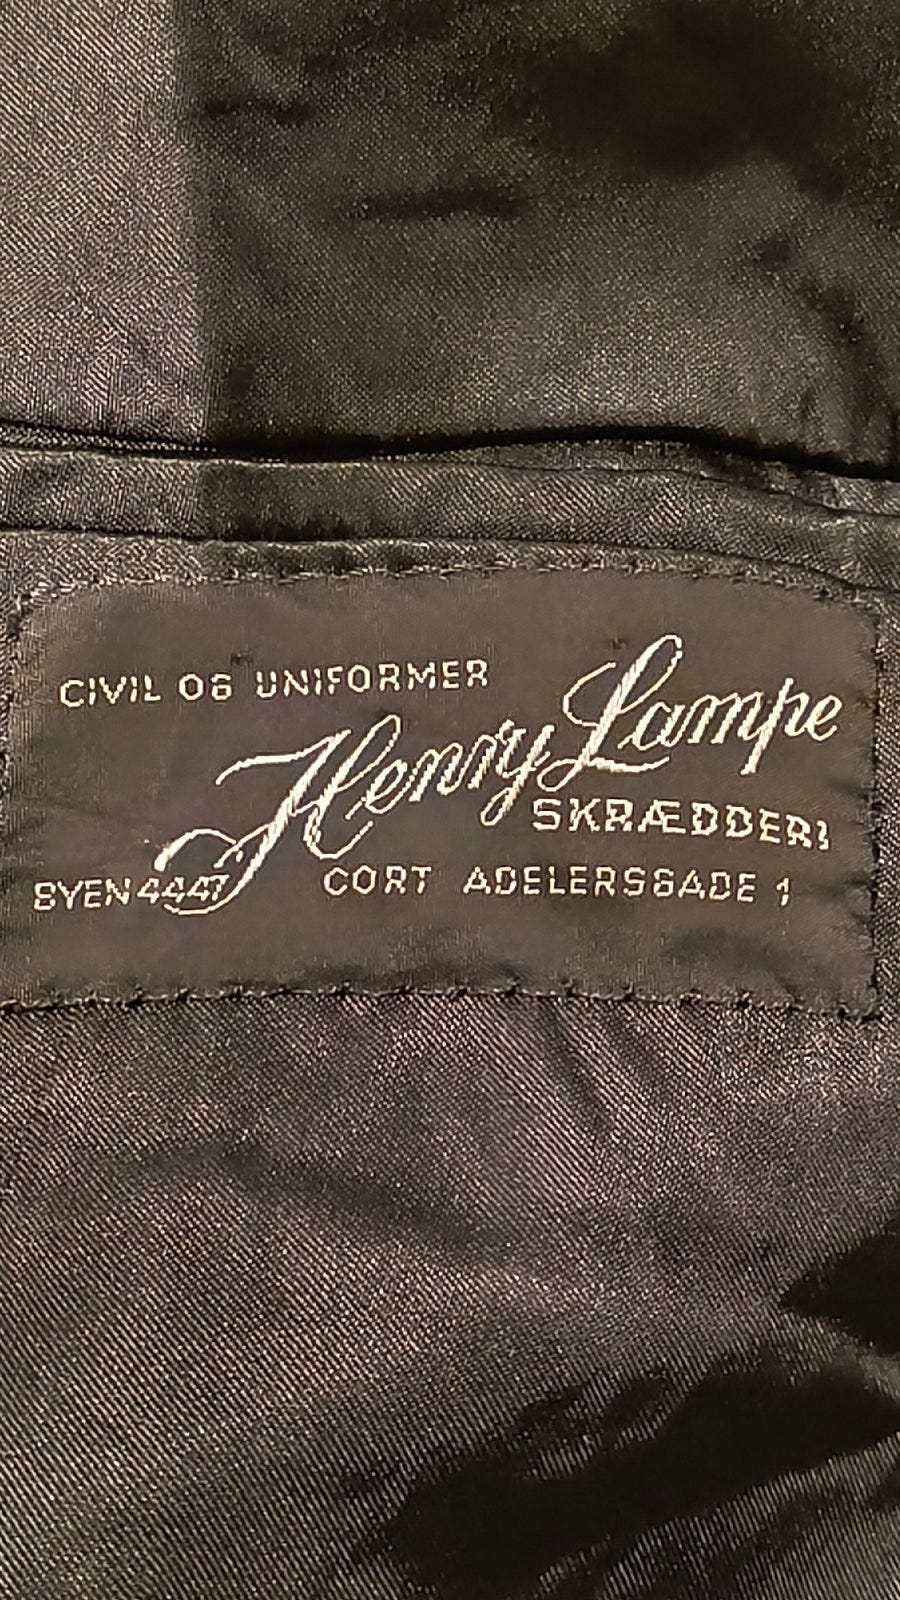 CIVIL OG UNIFORMER
Henry Lampe
SKRÆDDERI
BYEN 4447 CORT ADELERSGADE 1